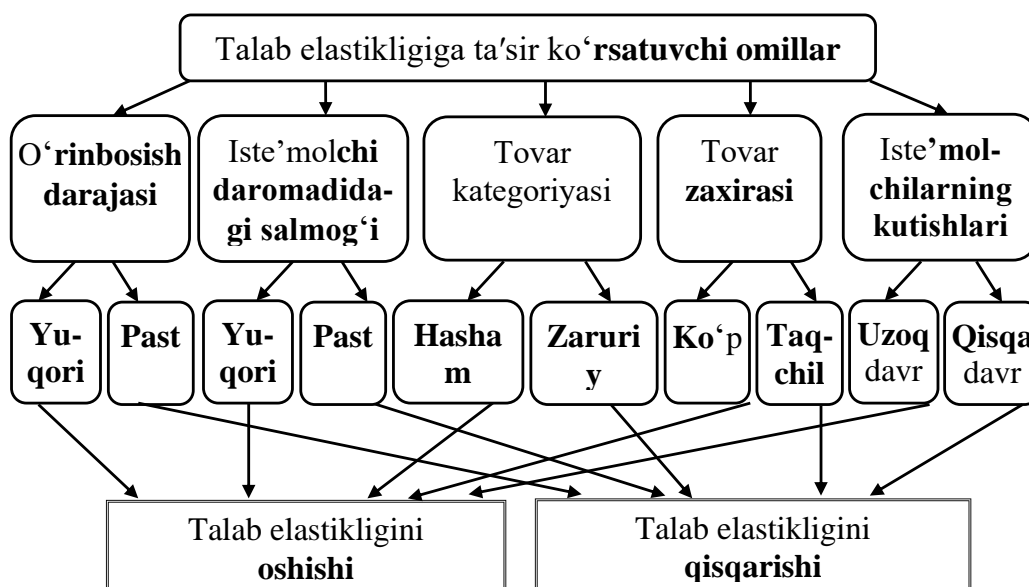 Talab elastikligiga ta'sir ko‘rsatuvchi omillar
O‘rinbosish
darajasi
Iste’molchi
daromadida-
gi salmog‘i
Tovar
kategoriyasi
Tovar
zaxirasi
Iste’mol-
chilarning
kutishlari
Yu-
qori
Past
Yu-
qori
Past
Hasha
m
Zaruri
y
Ko‘p
Taq-
chil
Uzoq
davr
Qisqa
davr
Talab elastikligini
oshishi
Talab elastikligini
qisqarishi